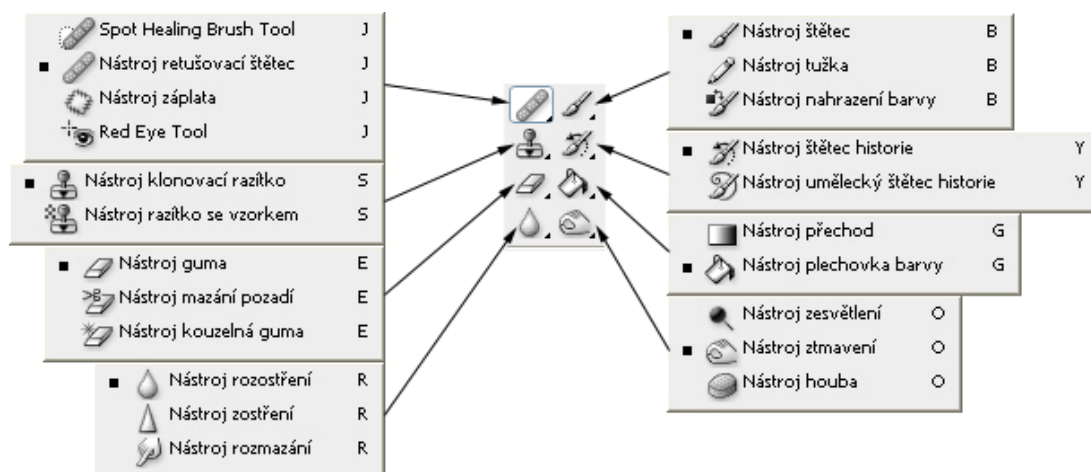 Spot Healing Brush Tool J
Nástroj retušovací štětec J
Nástroj záplata J
Red Eye Tool J
Nástroj klonovací razítko S
Nástroj razítko se vzorkem S
Nástroj guma E
Nástroj mazání pozadí E
Nástroj kouzelná guma E
Nástroj rozostření R
Nástroj zostření R
Nástroj rozmazání R
Nástroj štětec B
Nástroj tužka B
Nástroj nahrazení barvy B
Nástroj štětec historie Y
Nástroj umělecký štětec historie Y
Nástroj přechod G
Nástroj plechovka barvy G
Nástroj zesvětlení O
Nástroj ztmavení O
Nástroj houba O